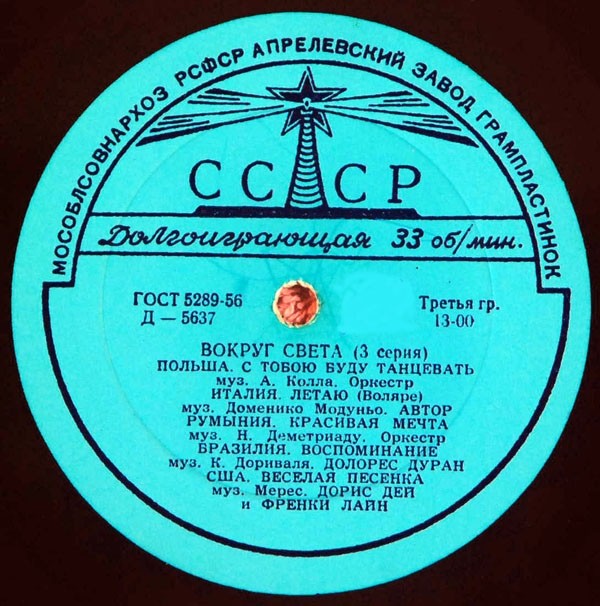 МОСОБЛСОВНАРХОЗ РСФСР АПРЕЛЕВСКИЙ ЗАВОД ГРАМПЛАСТИНОК
СССР
Долгоиграющая 33 об/мин.
ГОСТ 5289-56 Третья гр.
Д — 5637 13-00
ВОКРУГ СВЕТА (3 серия)
ПОЛЬША. С ТОБОЮ БУДУ ТАНЦЕВАТЬ
муз. А. Колла. Оркестр
ИТАЛИЯ. ЛЕТАЮ (Воляре)
муз. Доменико Модуньо. АВТОР
РУМЫНИЯ. КРАСИВАЯ МЕЧТА
муз. Н. Деметриаду. Оркестр
БРАЗИЛИЯ. ВОСПОМИНАНИЕ
муз. К. Дориваля. ДОЛОРЕС ДУРАН
США. ВЕСЕЛАЯ ПЕСЕНКА
муз. Мерес. ДОРИС ДЕЙ
и ФРЕНКИ ЛАЙН